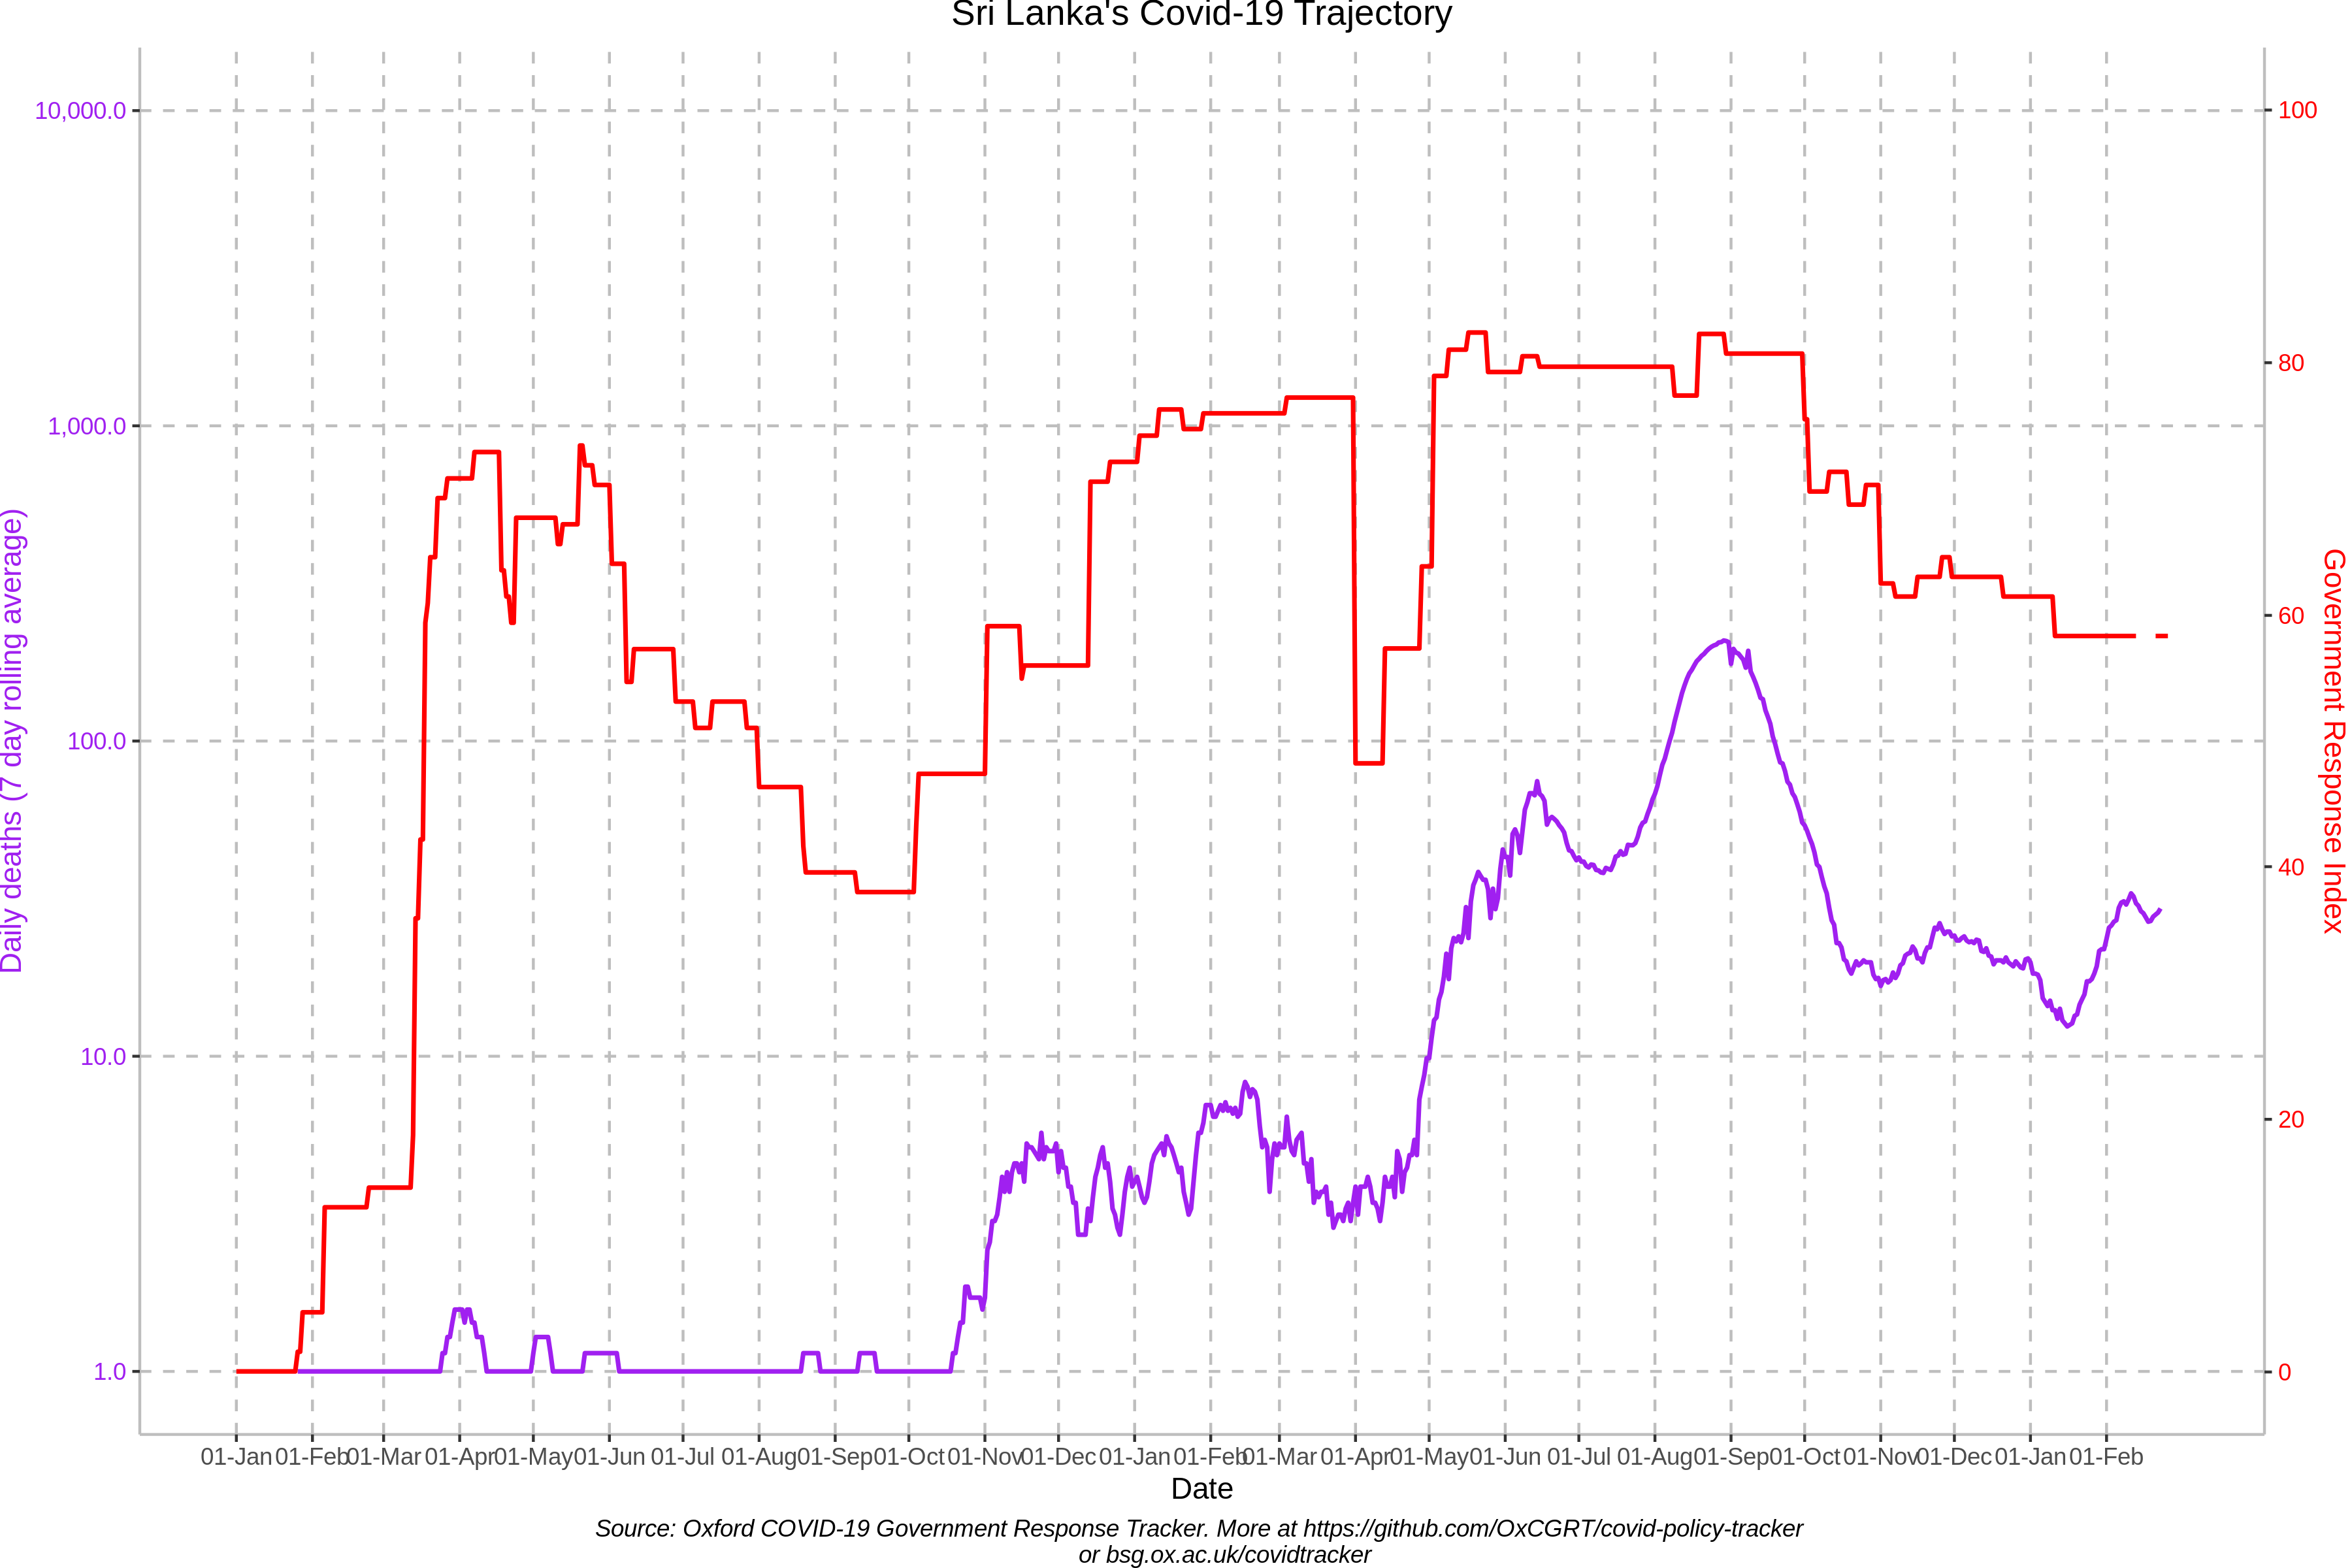 Sri Lanka's Covid-19 Trajectory
10,000.0
1,000.0
100.0
10.0
1.0
Daily deaths (7 day rolling average)
100
80
60
40
20
0
Government Response Index
01-Jan 01-Feb 01-Mar 01-Apr 01-May 01-Jun 01-Jul 01-Aug 01-Sep 01-Oct 01-Nov 01-Dec 01-Jan 01-Feb 01-Mar 01-Apr 01-May 01-Jun 01-Jul 01-Aug 01-Sep 01-Oct 01-Nov 01-Dec 01-Jan 01-Feb
Date
Source: Oxford COVID-19 Government Response Tracker. More at https://github.com/OxCGRT/covid-policy-tracker
or bsg.ox.ac.uk/covidtracker